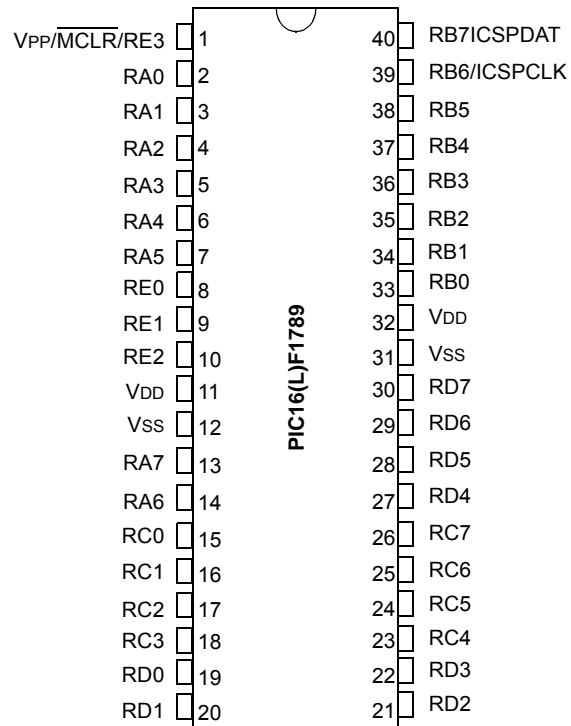 VPP/MCLR/RE3 1 40 RB7ICSPDAT
RA0 2 39 RB6/ICSPCLK
RA1 3 38 RB5
RA2 4 37 RB4
RA3 5 36 RB3
RA4 6 35 RB2
RA5 7 34 RB1
RE0 8 33 RB0
RE1 9 32 VDD
RE2 10 31 VSS
VDD 11 30 RD7
VSS 12 29 RD6
RA7 13 28 RD5
RA6 14 27 RD4
RC0 15 26 RC7
RC1 16 25 RC6
RC2 17 24 RC5
RC3 18 23 RC4
RD0 19 22 RD3
RD1 20 21 RD2
PIC16(L)F1789